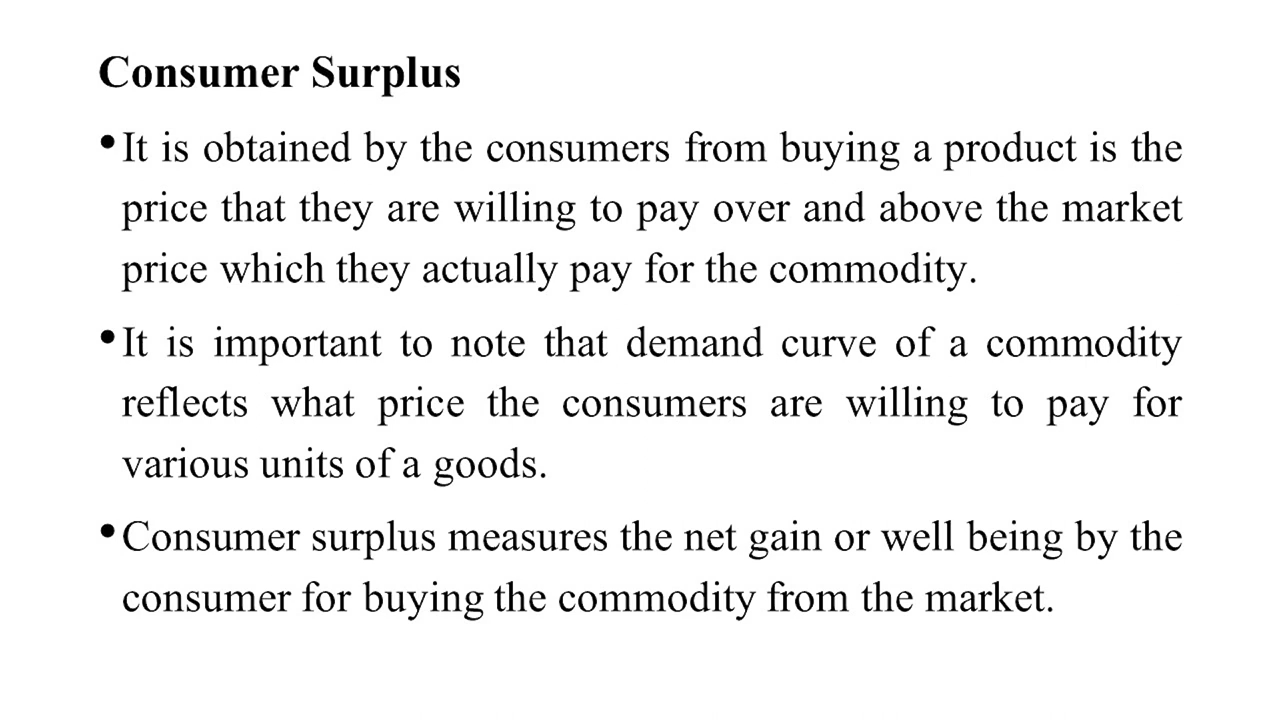 Consumer Surplus
•It is obtained by the consumers from buying a product is the
price that they are willing to pay over and above the market
price which they actually pay for the commodity.
•It is important to note that demand curve of a commodity
reflects what price the consumers are willing to pay for
various units of a goods.
•Consumer surplus measures the net gain or well being by the
consumer for buying the commodity from the market.